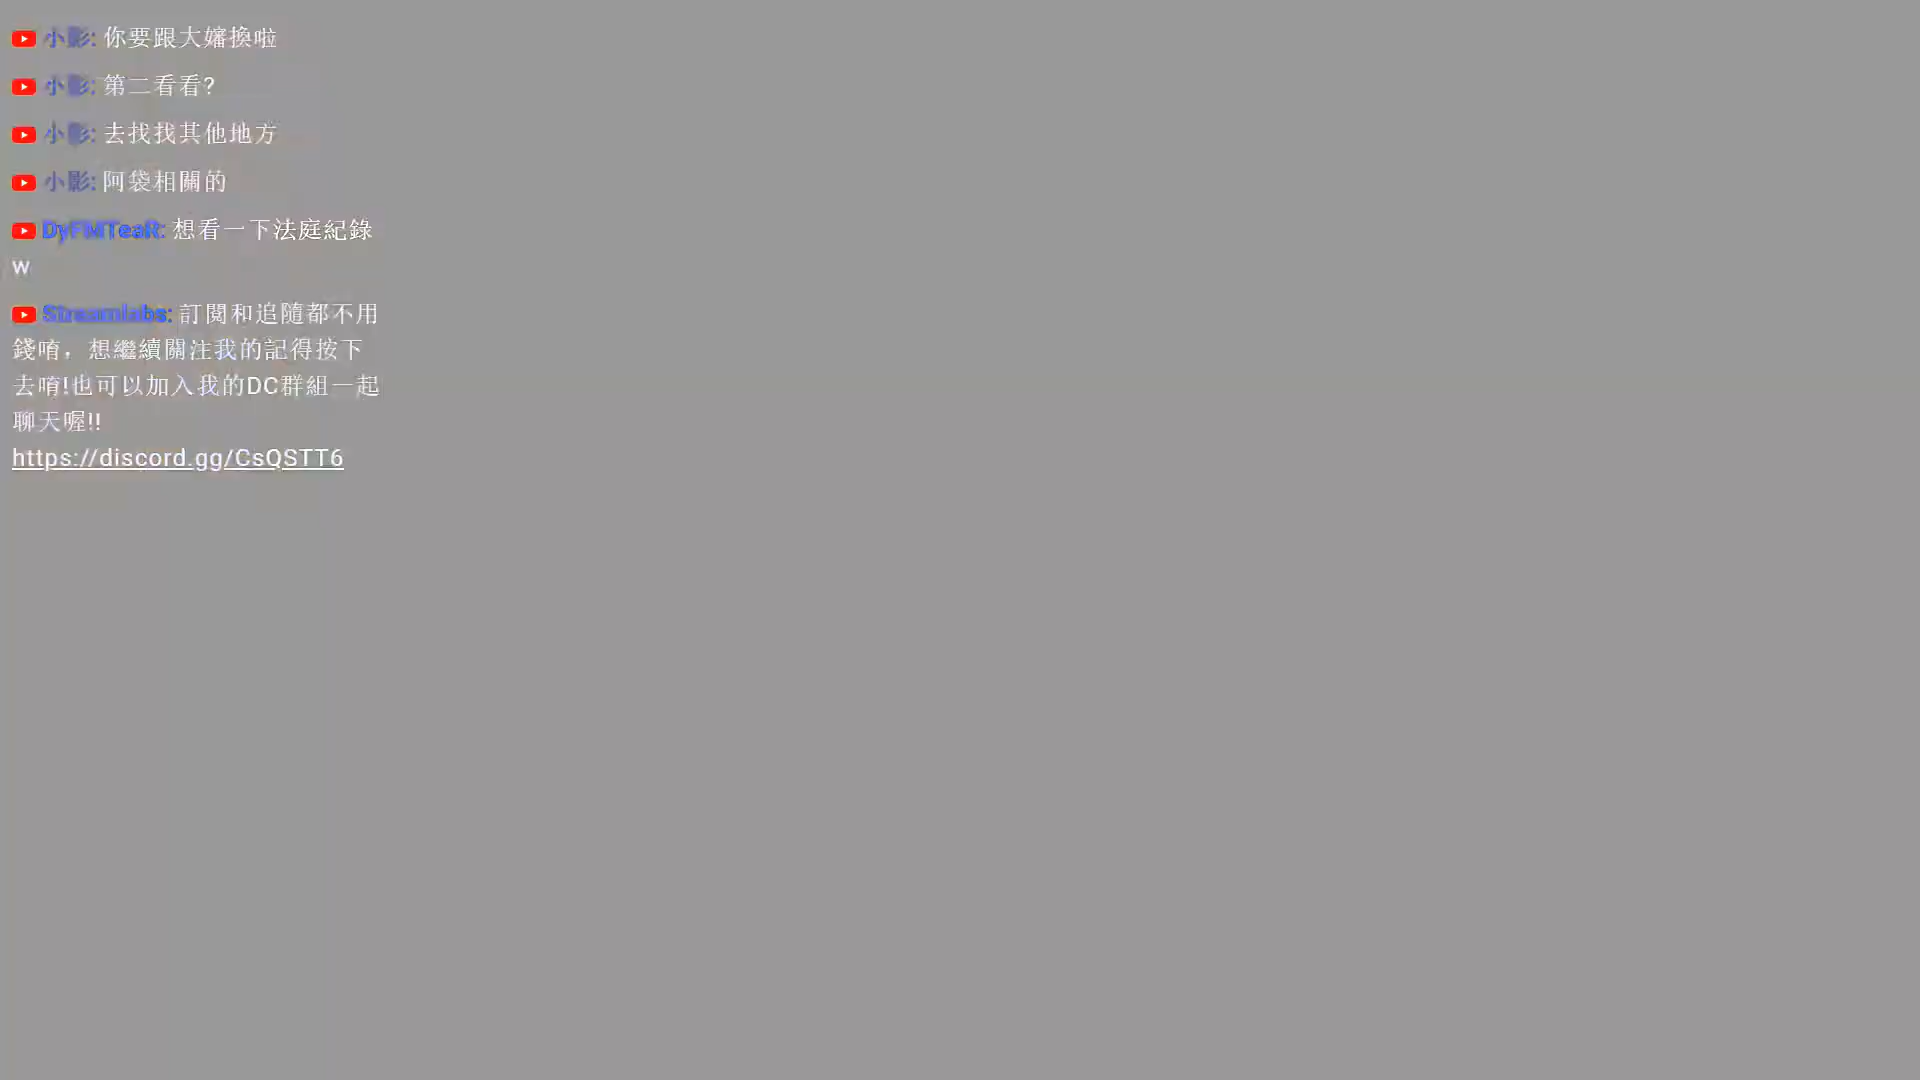 小影: 你要跟大嬸換啦
小影: 第二看看?
小影: 去找找其他地方
小影: 阿袋相關的
DyFMTeaR: 想看一下法庭紀錄
w
Streamlabs: 訂閱和追隨都不用
錢唷，想繼續關注我的記得按下
去唷!也可以加入我的DC群組一起
聊天喔!!
https://discord.gg/CsQSTT6